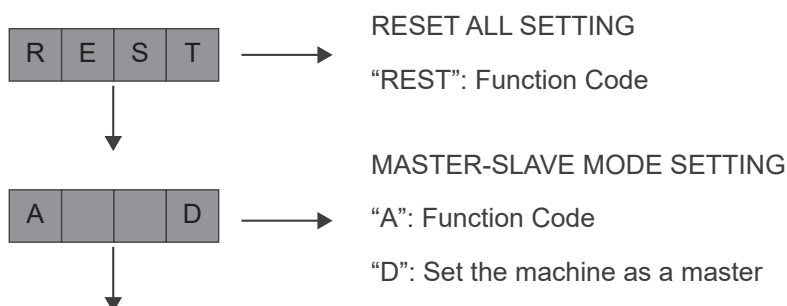 R E S T
RESET ALL SETTING
“REST”: Function Code
MASTER-SLAVE MODE SETTING
A D
“A”: Function Code
“D”: Set the machine as a master